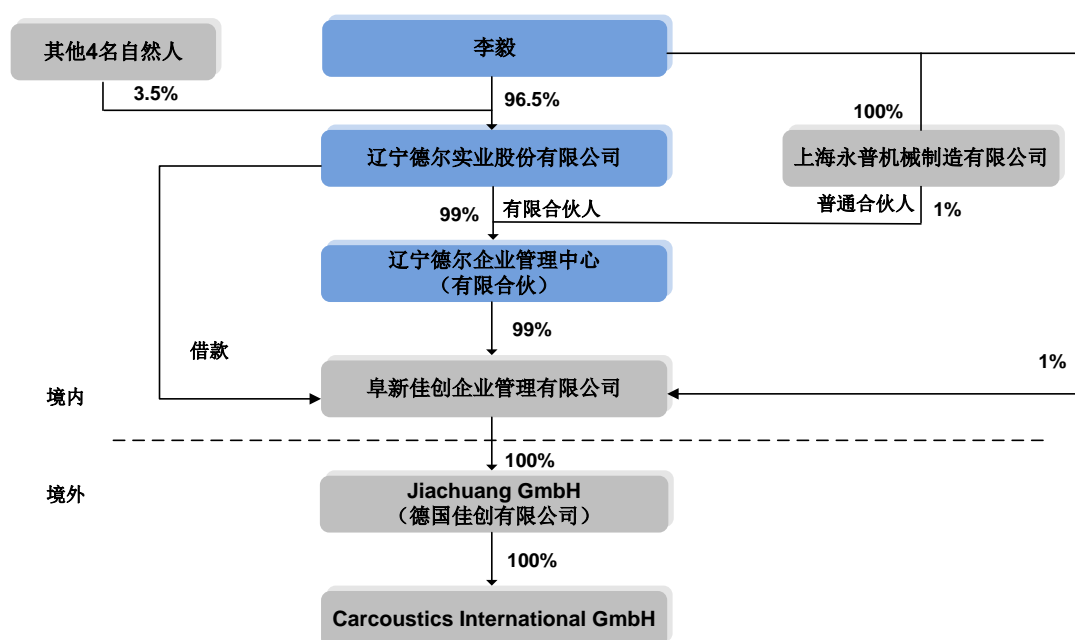 其他4名自然人
李毅
3.5%
96.5%
100%
辽宁德尔实业股份有限公司
上海永普机械制造有限公司
99%
有限合伙人
普通合伙人
1%
辽宁德尔企业管理中心
（有限合伙）
99%
借款
1%
阜新佳创企业管理有限公司
境内
100%
境外
Jiachuang GmbH
（德国佳创有限公司）
100%
Carcoustics International GmbH